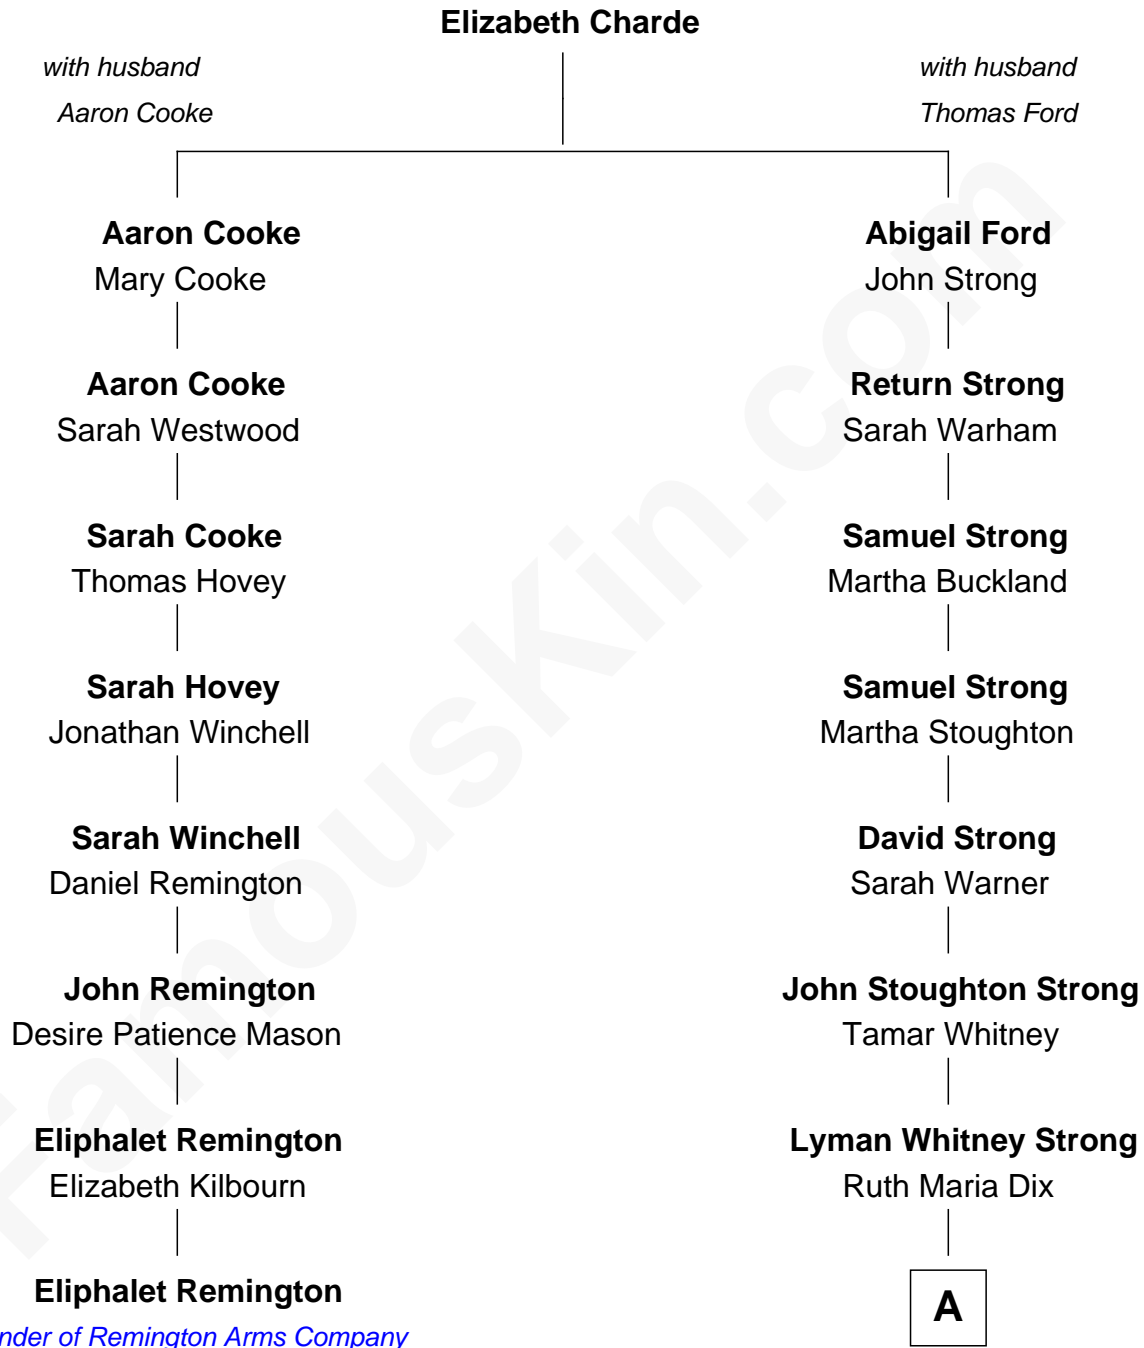 Elizabeth Charde
with husband
Aaron Cooke
with husband
Thomas Ford
Aaron Cooke
Mary Cooke
Abigail Ford
John Strong
Aaron Cooke
Sarah Westwood
Return Strong
Sarah Warham
Sarah Cooke
Thomas Hovey
Samuel Strong
Martha Buckland
Sarah Hovey
Jonathan Winchell
Samuel Strong
Martha Stoughton
Sarah Winchell
Daniel Remington
David Strong
Sarah Warner
John Remington
Desire Patience Mason
John Stoughton Strong
Tamar Whitney
Eliphalet Remington
Elizabeth Kilbourn
Lyman Whitney Strong
Ruth Maria Dix
Eliphalet Remington
nder of Remington Arms Company
A
FamousKin.com